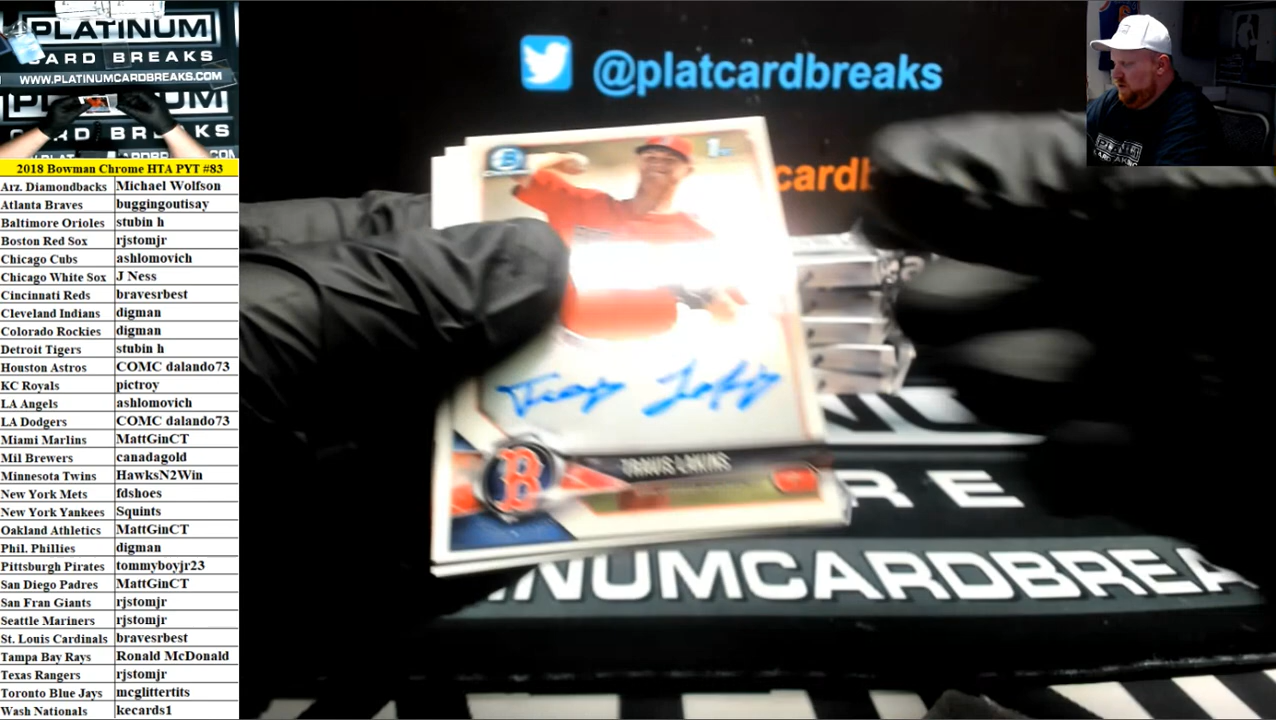 PLATINUM
CARD BREAKS
WWW.PLATINUMCARDBREAKS.COM
CARD BREAKS
2018 Bowman Chrome HTA PYT #83
Arz. Diamondbacks Michael Wolfson
Atlanta Braves buggingoutisay
Baltimore Orioles stubin h
Boston Red Sox rjstomjr
Chicago Cubs ashlomovich
Chicago White Sox J Ness
Cincinnati Reds bravesrbest
Cleveland Indians digman
Colorado Rockies digman
Detroit Tigers stubin h
Houston Astros COMC dalando73
KC Royals pictroy
LA Angels ashlomovich
LA Dodgers COMC dalando73
Miami Marlins MattGinCT
Mil Brewers canadagold
Minnesota Twins HawksN2Win
New York Mets fdshoes
New York Yankees Squints
Oakland Athletics MattGinCT
Phil. Phillies digman
Pittsburgh Pirates tommyboyjr23
San Diego Padres MattGinCT
San Fran Giants rjstomjr
Seattle Mariners rjstomjr
St. Louis Cardinals bravesrbest
Tampa Bay Rays Ronald McDonald
Texas Rangers rjstomjr
Toronto Blue Jays mcglittertits
Wash Nationals kecards1
@platcardbreaks
cardb
1st
B
TRAVIS LAKINS
RE
INUMCARDBREA